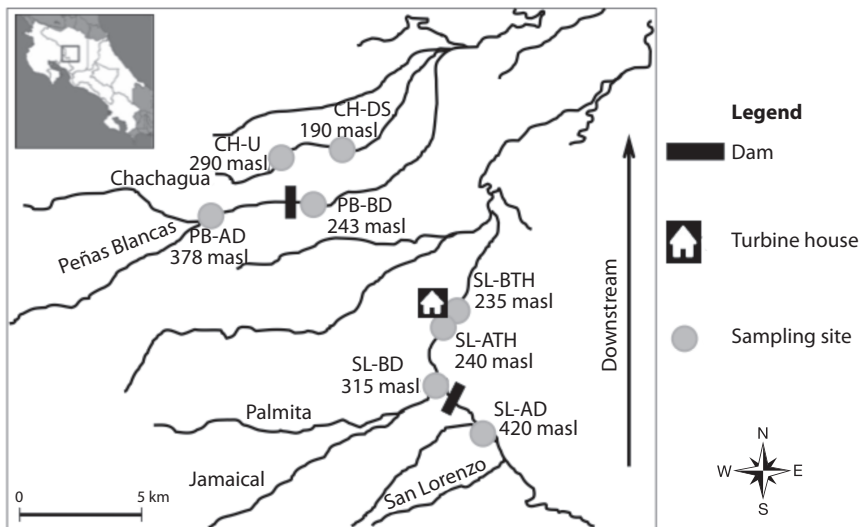 CH-DS
190 masl
CH-U
290 masl
Chachagua
PB-BD
243 masl
Peñas Blancas
PB-AD
378 masl
SL-BTH
235 masl
SL-ATH
240 masl
SL-BD
315 masl
SL-AD
420 masl
Palmita
Jamaical
San Lorenzo
0 5 km
Downstream
Legend
Dam
Turbine house
Sampling site
N
W E
S